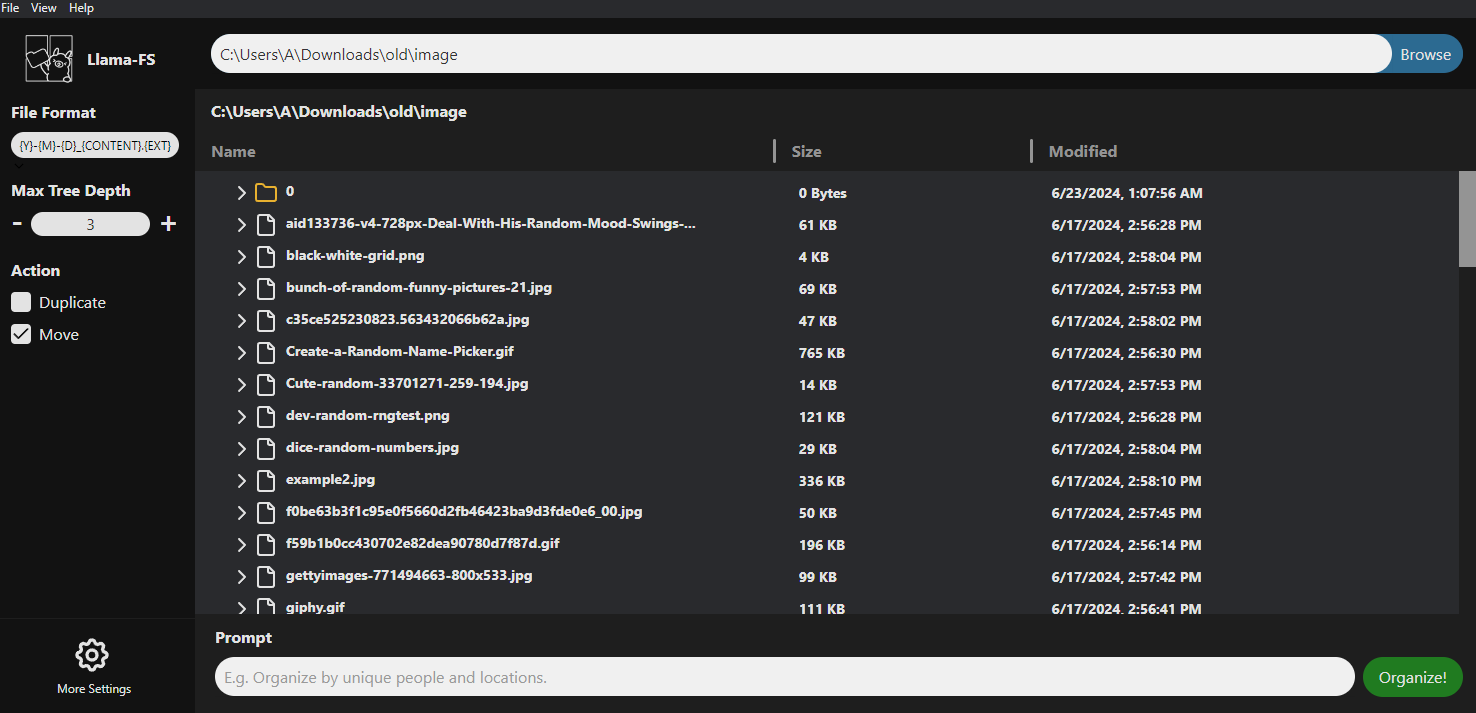 File View Help
Llama-FS
C:\Users\A\Downloads\old\image
Browse
File Format
{Y}-{M}-{D}_{CONTENT}.{EXT}
Max Tree Depth
- 3 +
Action
Duplicate
Move
More Settings
C:\Users\A\Downloads\old\image
Name Size Modified
0 0 Bytes 6/23/2024, 1:07:56 AM
aid133736-v4-728px-Deal-With-His-Random-Mood-Swings-... 61 KB 6/17/2024, 2:56:28 PM
black-white-grid.png 4 KB 6/17/2024, 2:58:04 PM
bunch-of-random-funny-pictures-21.jpg 69 KB 6/17/2024, 2:57:53 PM
c35ce525230823.563432066b62a.jpg 47 KB 6/17/2024, 2:58:02 PM
Create-a-Random-Name-Picker.gif 765 KB 6/17/2024, 2:56:30 PM
Cute-random-33701271-259-194.jpg 14 KB 6/17/2024, 2:57:53 PM
dev-random-rngtest.png 121 KB 6/17/2024, 2:56:28 PM
dice-random-numbers.jpg 29 KB 6/17/2024, 2:58:04 PM
example2.jpg 336 KB 6/17/2024, 2:58:10 PM
f0be63b3f1c95e0f5660d2fb46423ba9d3fde0e6_00.jpg 50 KB 6/17/2024, 2:57:45 PM
f59b1b0cc430702e82dea90780d7f87d.gif 196 KB 6/17/2024, 2:56:14 PM
gettyimages-771494663-800x533.jpg 99 KB 6/17/2024, 2:57:42 PM
giphy.gif 111 KB 6/17/2024, 2:56:41 PM
Prompt
E.g. Organize by unique people and locations.
Organize!